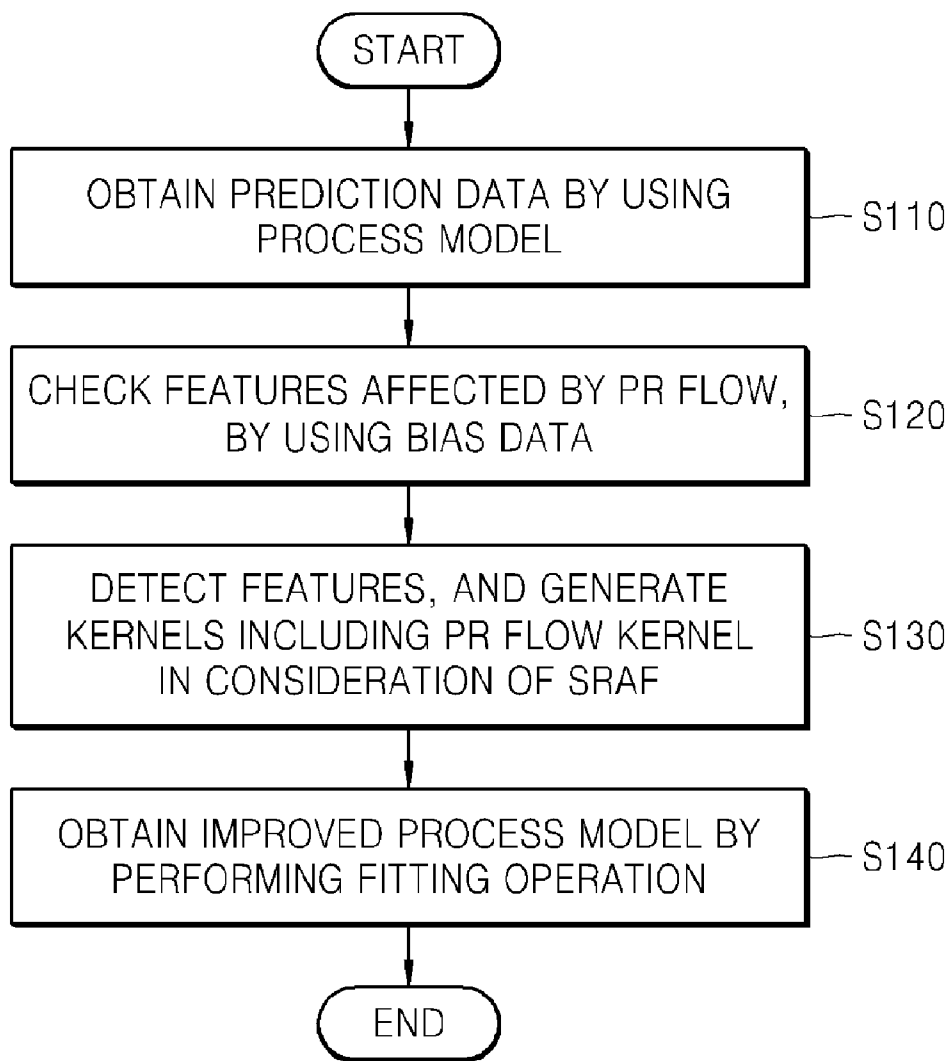 START
OBTAIN PREDICTION DATA BY USING
PROCESS MODEL
S110
CHECK FEATURES AFFECTED BY PR FLOW,
BY USING BIAS DATA
S120
DETECT FEATURES, AND GENERATE
KERNELS INCLUDING PR FLOW KERNEL
IN CONSIDERATION OF SRAF
S130
OBTAIN IMPROVED PROCESS MODEL BY
PERFORMING FITTING OPERATION
S140
END